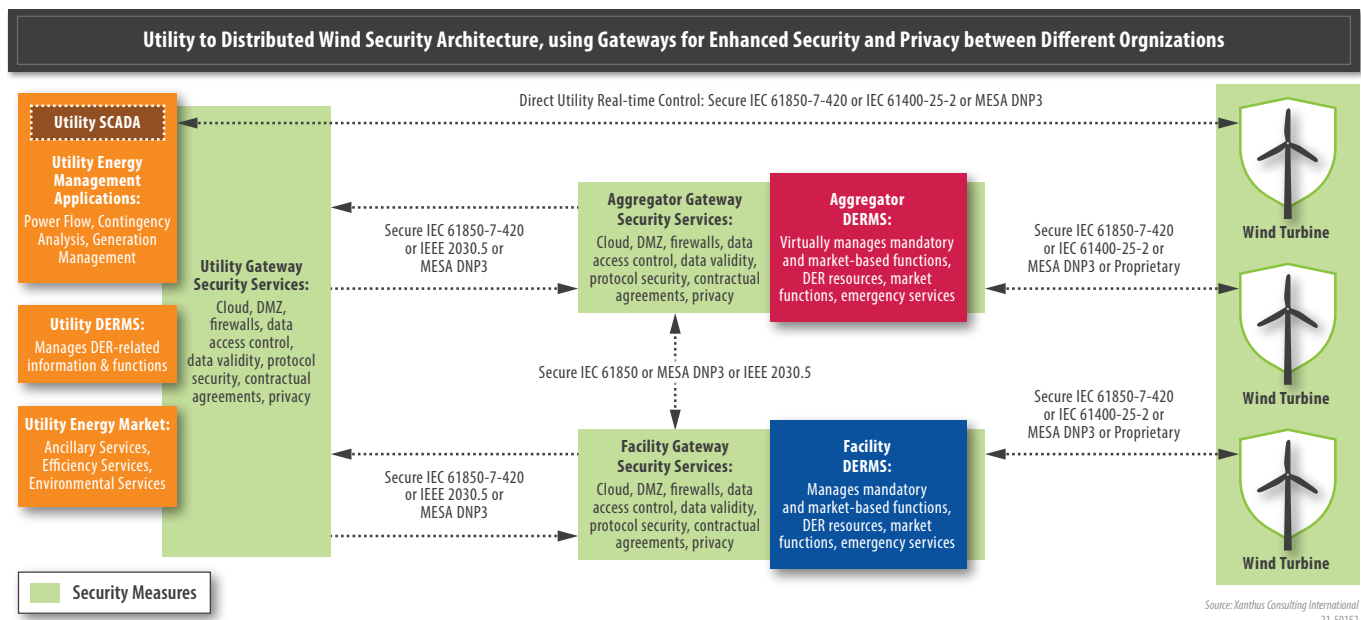 Utility to Distributed Wind Security Architecture, using Gateways for Enhanced Security and Privacy between Different Orgnizations
Direct Utility Real-time Control: Secure IEC 61850-7-420 or IEC 61400-25-2 or MESA DNP3
Utility SCADA
Utility Energy
Management
Applications:
Power Flow, Contingency
Analysis, Generation
Management
Utility DERMS:
Manages DER-related
information & functions
Utility Energy Market:
Ancillary Services,
Efficiency Services,
Environmental Services
Utility Gateway
Security Services:
Cloud, DMZ,
firewalls, data
access control,
data validity, protocol
security, contractual
agreements, privacy
Secure IEC 61850-7-420
or IEEE 2030.5 or
MESA DNP3
Aggregator Gateway
Security Services:
Cloud, DMZ, firewalls, data
access control, data validity,
protocol security, contractual
agreements, privacy
Aggregator
DERMS:
Virtually manages mandatory
and market-based functions,
DER resources, market
functions, emergency services
Secure IEC 61850-7-420
or IEC 61400-25-2 or
MESA DNP3 or Proprietary
Wind Turbine
Wind Turbine
Secure IEC 61850 or MESA DNP3 or IEEE 2030.5
Secure IEC 61850-7-420
or IEEE 2030.5 or
MESA DNP3
Facility Gateway
Security Services:
Cloud, DMZ, firewalls, data
access control, data validity,
protocol security, contractual
agreements, privacy
Facility
DERMS:
Manages mandatory
and market-based functions,
DER resources, market
functions, emergency services
Secure IEC 61850-7-420
or IEC 61400-25-2 or
MESA DNP3 or Proprietary
Wind Turbine
Security Measures
Source: Xanthus Consulting International